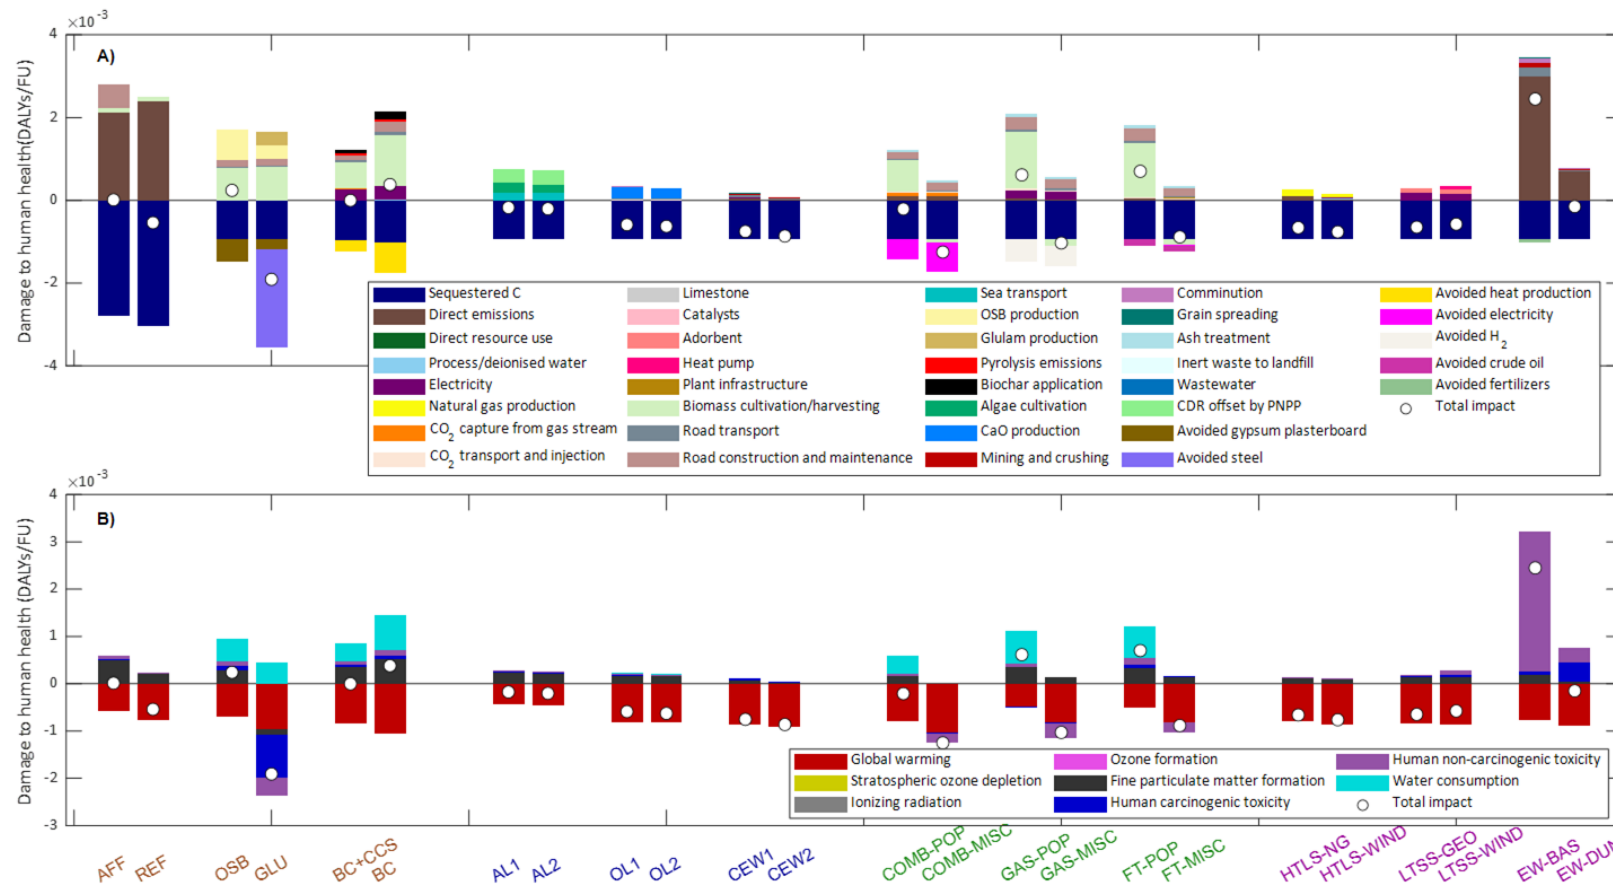 ×10⁻³
4
2
0
-2
-4
Damage to human health(DALYs/FU)
A)
Sequestered C
Direct emissions
Direct resource use
Process/deionised water
Electricity
Natural gas production
CO₂ capture from gas stream
CO₂ transport and injection
Limestone
Catalysts
Adorbent
Heat pump
Plant infrastructure
Biomass cultivation/harvesting
Road transport
Road construction and maintenance
Sea transport
OSB production
Glulam production
Pyrolysis emissions
Biochar application
Algae cultivation
CaO production
Mining and crushing
Comminution
Grain spreading
Ash treatment
Inert waste to landfill
Wastewater
CDR offset by PNPP
Avoided gypsum plasterboard
Avoided steel
Avoided heat production
Avoided electricity
Avoided H₂
Avoided crude oil
Avoided fertilizers
Total impact
×10⁻³
4
3
2
1
0
-1
-2
-3
Damage to human health (DALYs/FU)
B)
Global warming
Stratospheric ozone depletion
Ionizing radiation
Ozone formation
Fine particulate matter formation
Human carcinogenic toxicity
Human non-carcinogenic toxicity
Water consumption
Total impact
AFF
REF
OSB
GLU
BC+CCS
BC
AL1
AL2
OL1
OL2
CEW1
CEW2
COMB-POP
COMB-MISC
GAS-POP
GAS-MISC
FT-POP
FT-MISC
HTLS-NG
HTLS-WIND
LTSS-GEO
LTSS-WIND
EW-BAS